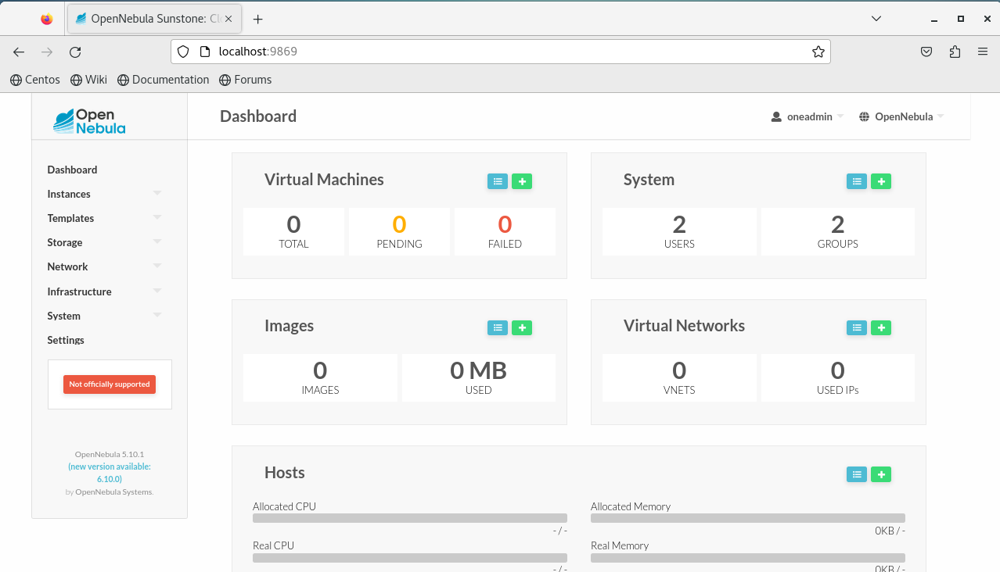 OpenNebula Sunstone: Cl
localhost:9869
Centos Wiki Documentation Forums
Open
Nebula
Dashboard
oneadmin OpenNebula
Dashboard
Instances
Templates
Storage
Network
Infrastructure
System
Settings
Not officially supported
OpenNebula 5.10.1
(new version available:
6.10.0)
by OpenNebula Systems.
Virtual Machines
0 0 0
TOTAL PENDING FAILED
System
2 2
USERS GROUPS
Images
0 0 MB
IMAGES USED
Virtual Networks
0 0
VNETS USED IPs
Hosts
Allocated CPU
- / -
Real CPU
- / -
Allocated Memory
0KB / -
Real Memory
0KB / -